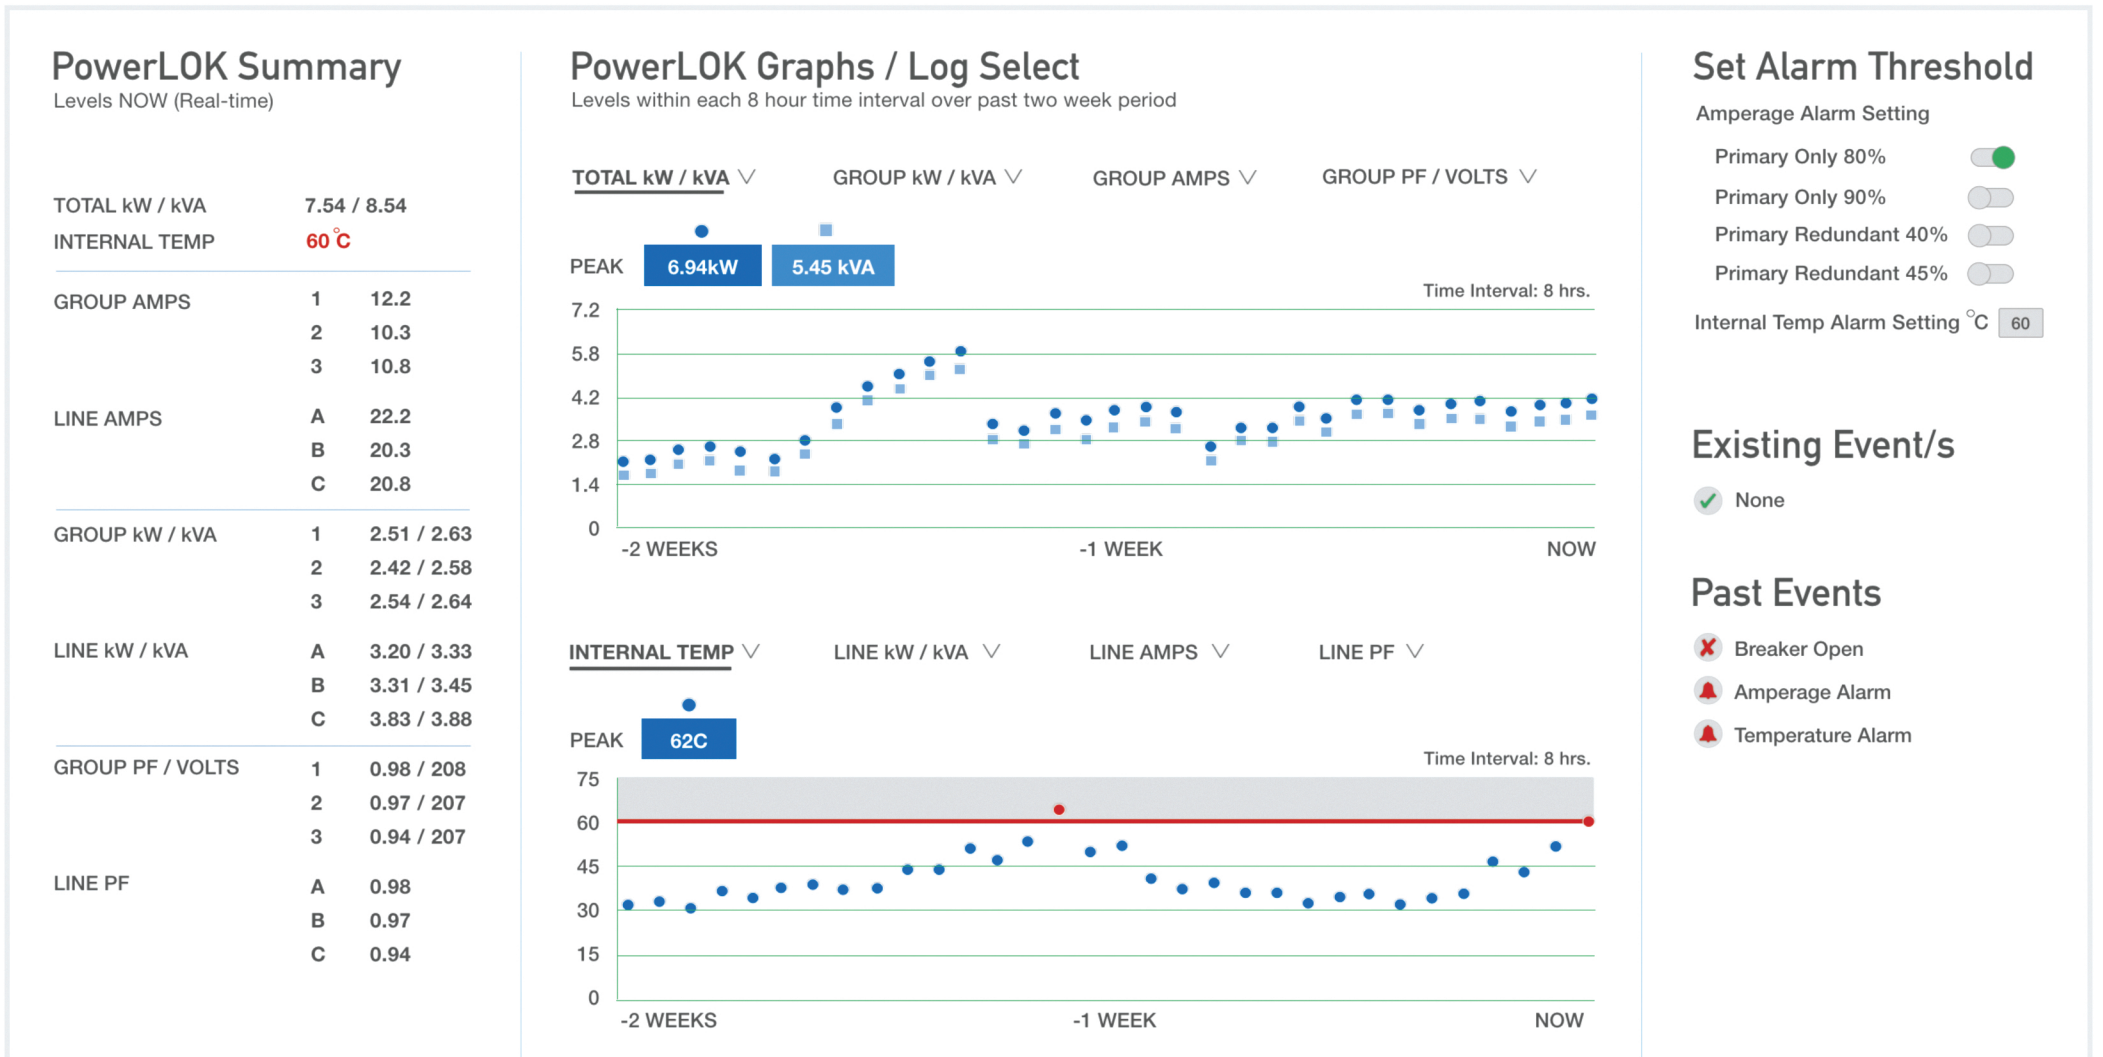 PowerLOK Summary
Levels NOW (Real-time)
TOTAL kW / kVA 7.54 / 8.54
INTERNAL TEMP 60°C
GROUP AMPS 1 12.2
2 10.3
3 10.8
LINE AMPS A 22.2
B 20.3
C 20.8
GROUP kW / kVA 1 2.51 / 2.63
2 2.42 / 2.58
3 2.54 / 2.64
LINE kW / kVA A 3.20 / 3.33
B 3.31 / 3.45
C 3.83 / 3.88
GROUP PF / VOLTS 1 0.98 / 208
2 0.97 / 207
3 0.94 / 207
LINE PF A 0.98
B 0.97
C 0.94
PowerLOK Graphs / Log Select
Levels within each 8 hour time interval over past two week period
TOTAL kW / kVA GROUP kW / kVA GROUP AMPS GROUP PF / VOLTS
PEAK 6.94kW 5.45 kVA
Time Interval: 8 hrs.
7.2
5.8
4.2
2.8
1.4
0
-2 WEEKS -1 WEEK NOW
INTERNAL TEMP LINE kW / kVA LINE AMPS LINE PF
PEAK 62C
Time Interval: 8 hrs.
75
60
45
30
15
0
-2 WEEKS -1 WEEK NOW
Set Alarm Threshold
Amperage Alarm Setting
Primary Only 80%
Primary Only 90%
Primary Redundant 40%
Primary Redundant 45%
Internal Temp Alarm Setting °C 60
Existing Event/s
None
Past Events
Breaker Open
Amperage Alarm
Temperature Alarm